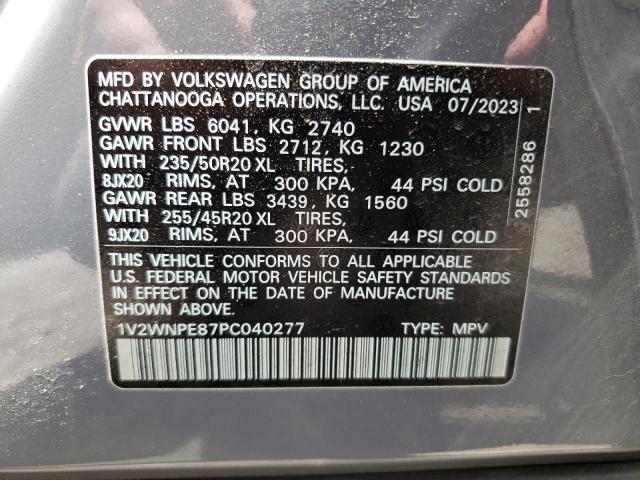 MFD BY VOLKSWAGEN GROUP OF AMERICA
CHATTANOOGA OPERATIONS, LLC. USA 07/2023
GVWR LBS 6041, KG 2740
GAWR FRONT LBS 2712, KG 1230
WITH 235/50R20 XL TIRES,-
8JX20 RIMS, AT 300 KPA, 44 PSI COLD
GAWR REAR LBS 3439, KG 1560
WITH 255/45R20 XL TIRES,
9JX20 RIMS, AT 300 KPA, 44 PSI COLD
THIS VEHICLE CONFORMS TO ALL APPLICABLE
U.S. FEDERAL MOTOR VEHICLE SAFETY STANDARDS
IN EFFECT ON THE DATE OF MANUFACTURE
SHOWN ABOVE.
1V2WNPE87PC040277 TYPE: MPV
2558286 1